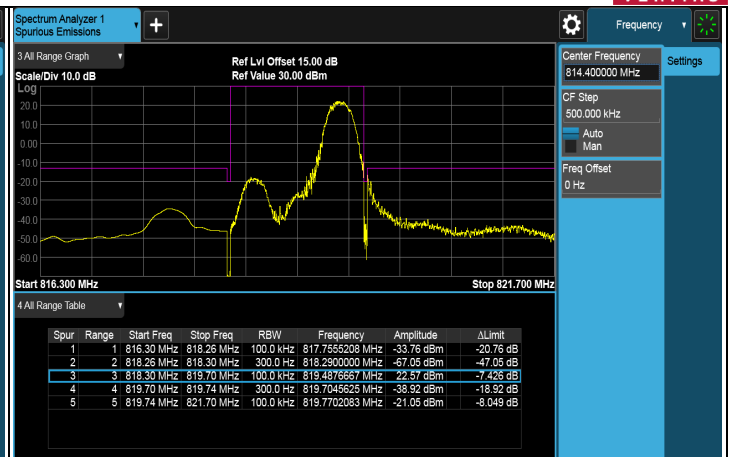 Spectrum Analyzer 1
Spurious Emissions
Frequency
3 All Range Graph
Ref Lvl Offset 15.00 dB
Scale/Div 10.0 dB
Ref Value 30.00 dBm
Log
20.0
10.0
0.00
-10.0
-20.0
-30.0
-40.0
-50.0
-60.0
Start 816.300 MHz
Stop 821.700 MHz
Center Frequency
814.400000 MHz
Settings
CF Step
500.000 kHz
Auto
Man
Freq Offset
0 Hz
4 All Range Table
Spur Range Start Freq Stop Freq RBW Frequency Amplitude ΔLimit
1 1 816.30 MHz 818.26 MHz 100.0 kHz 817.7555208 MHz -33.76 dBm -20.76 dB
2 2 818.26 MHz 818.30 MHz 300.0 Hz 818.2900000 MHz -67.05 dBm -47.05 dB
3 3 818.30 MHz 819.70 MHz 100.0 kHz 819.4876667 MHz 22.57 dBm -7.426 dB
4 4 819.70 MHz 819.74 MHz 300.0 Hz 819.7045625 MHz -38.92 dBm -18.92 dB
5 5 819.74 MHz 821.70 MHz 100.0 kHz 819.7702083 MHz -21.05 dBm -8.049 dB